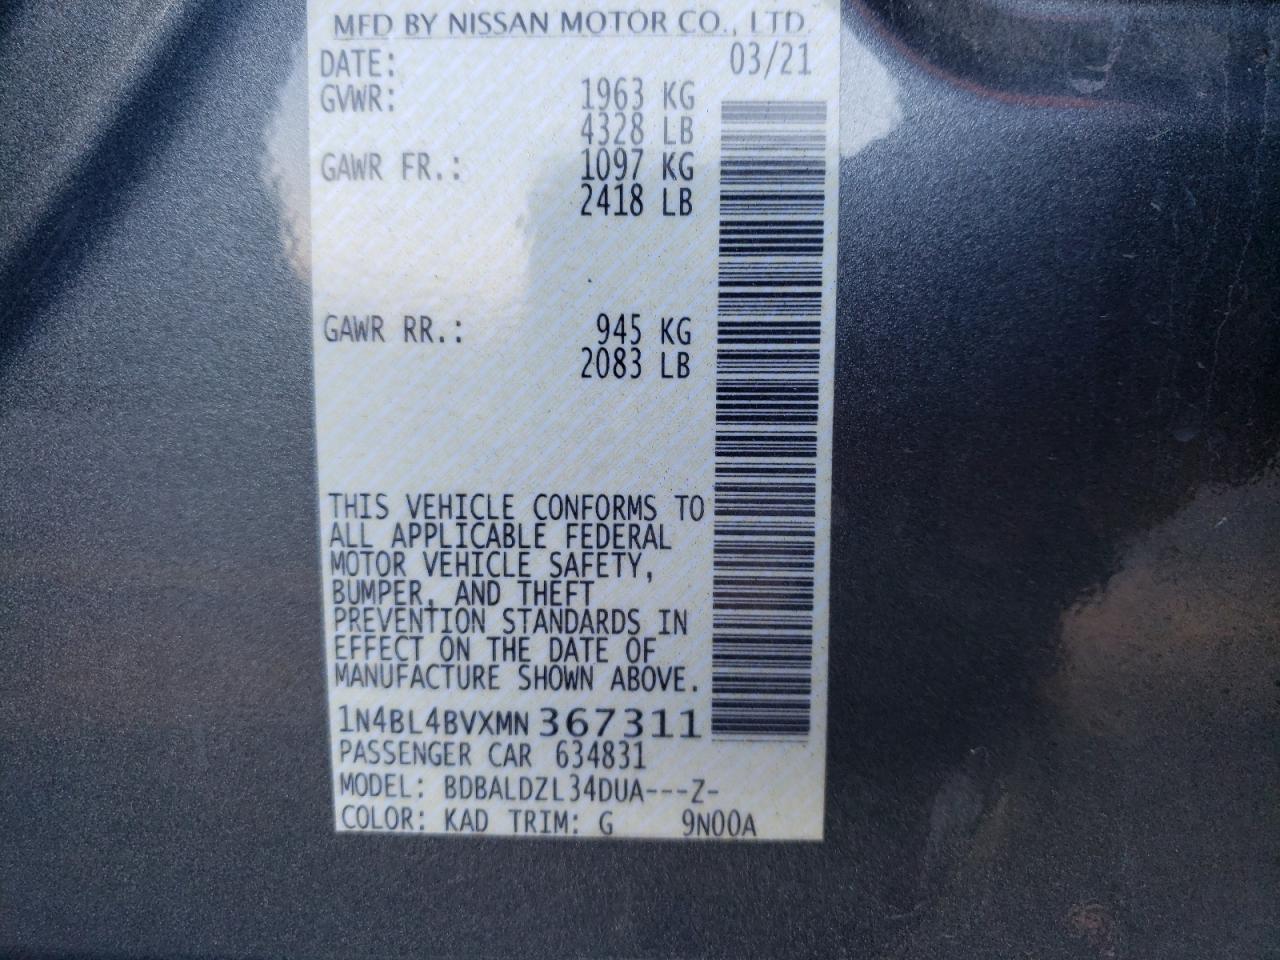 MFD BY NISSAN MOTOR CO., LTD.
DATE: 03/21
GVWR: 1963 KG
4328 LB
GAWR FR.: 1097 KG
2418 LB
GAWR RR.: 945 KG
2083 LB
THIS VEHICLE CONFORMS TO
ALL APPLICABLE FEDERAL
MOTOR VEHICLE SAFETY,
BUMPER, AND THEFT
PREVENTION STANDARDS IN
EFFECT ON THE DATE OF
MANUFACTURE SHOWN ABOVE.
1N4BL4BVXMN367311
PASSENGER CAR 634831
MODEL: BDBALDZL34DUA---Z-
COLOR: KAD TRIM: G 9N00A